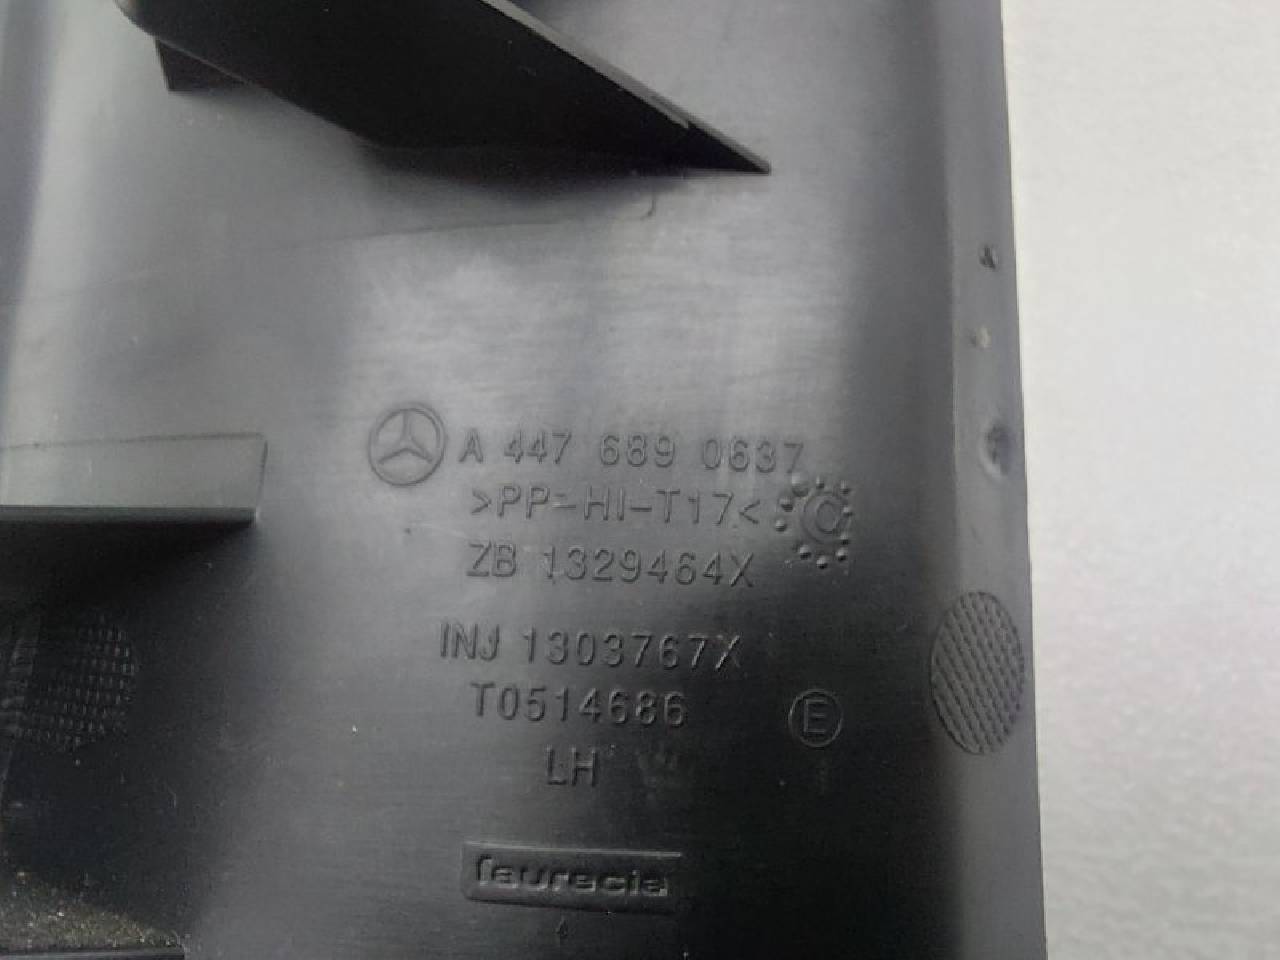 A 447 689 0637
>PP-HI-T17<
C
ZB 1329464X
INJ 1303767X
T0514686
E
LH
faurecia